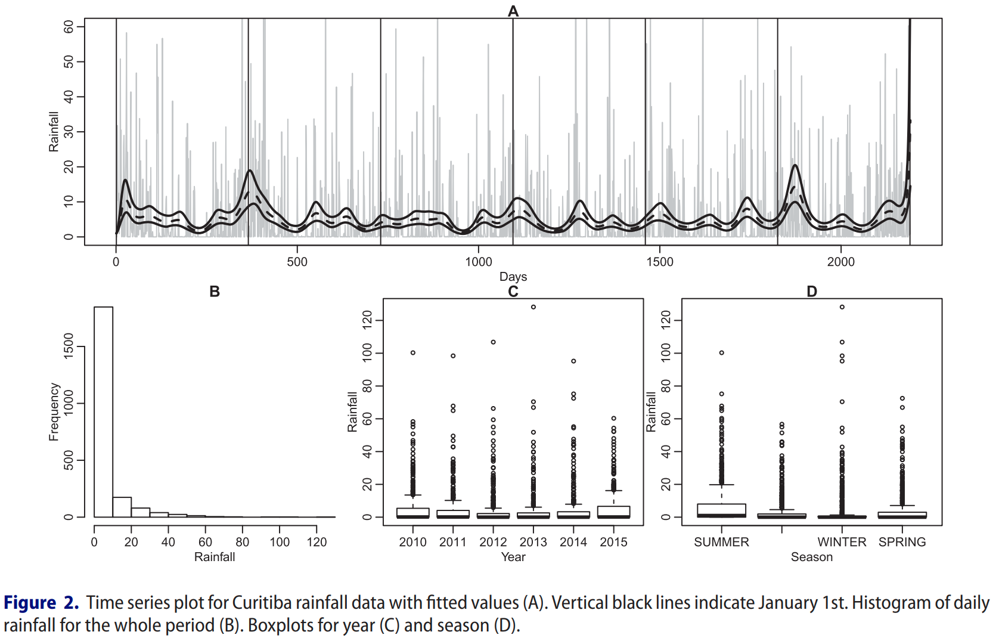 A
Rainfall
0 10 20 30 40 50 60
0 500 1000 1500 2000
Days
B
Frequency
0 500 1000 1500
0 20 40 60 80 100 120
Rainfall
C
Rainfall
0 20 40 60 80 100 120
2010 2011 2012 2013 2014 2015
Year
D
Rainfall
0 20 40 60 80 100 120
SUMMER WINTER SPRING
Season
Figure 2. Time series plot for Curitiba rainfall data with fitted values (A). Vertical black lines indicate January 1st. Histogram of daily
rainfall for the whole period (B). Boxplots for year (C) and season (D).